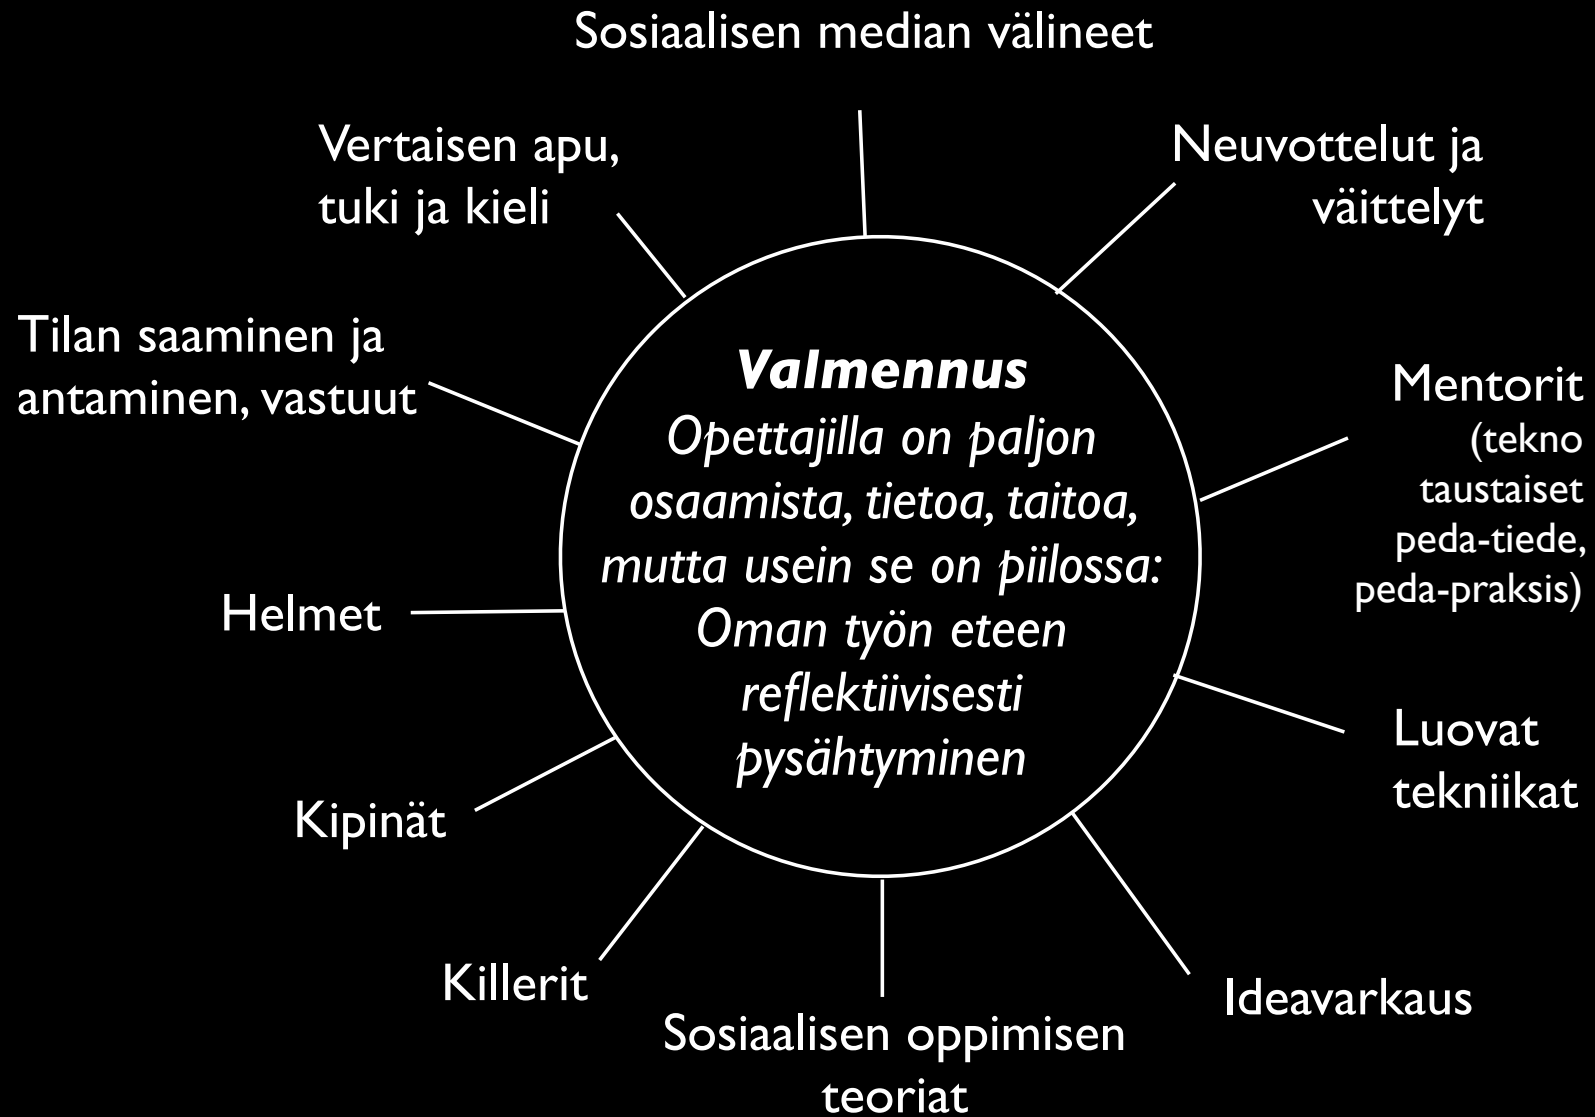 Sosiaalisen median välineet
Vertaisen apu,
tuki ja kieli
Neuvottelut ja
väittelyt
Tilan saaminen ja
antaminen, vastuut
Valmennus
Opettajilla on paljon
osaamista, tietoa, taitoa,
mutta usein se on piilossa:
Oman työn eteen
reflektiivisesti
pysähtyminen
Mentorit
(tekno
taustaiset
peda-tiede,
peda-praksis)
Helmet
Luovat
tekniikat
Kipinät
Killerit
Ideavarkaus
Sosiaalisen oppimisen
teoriat